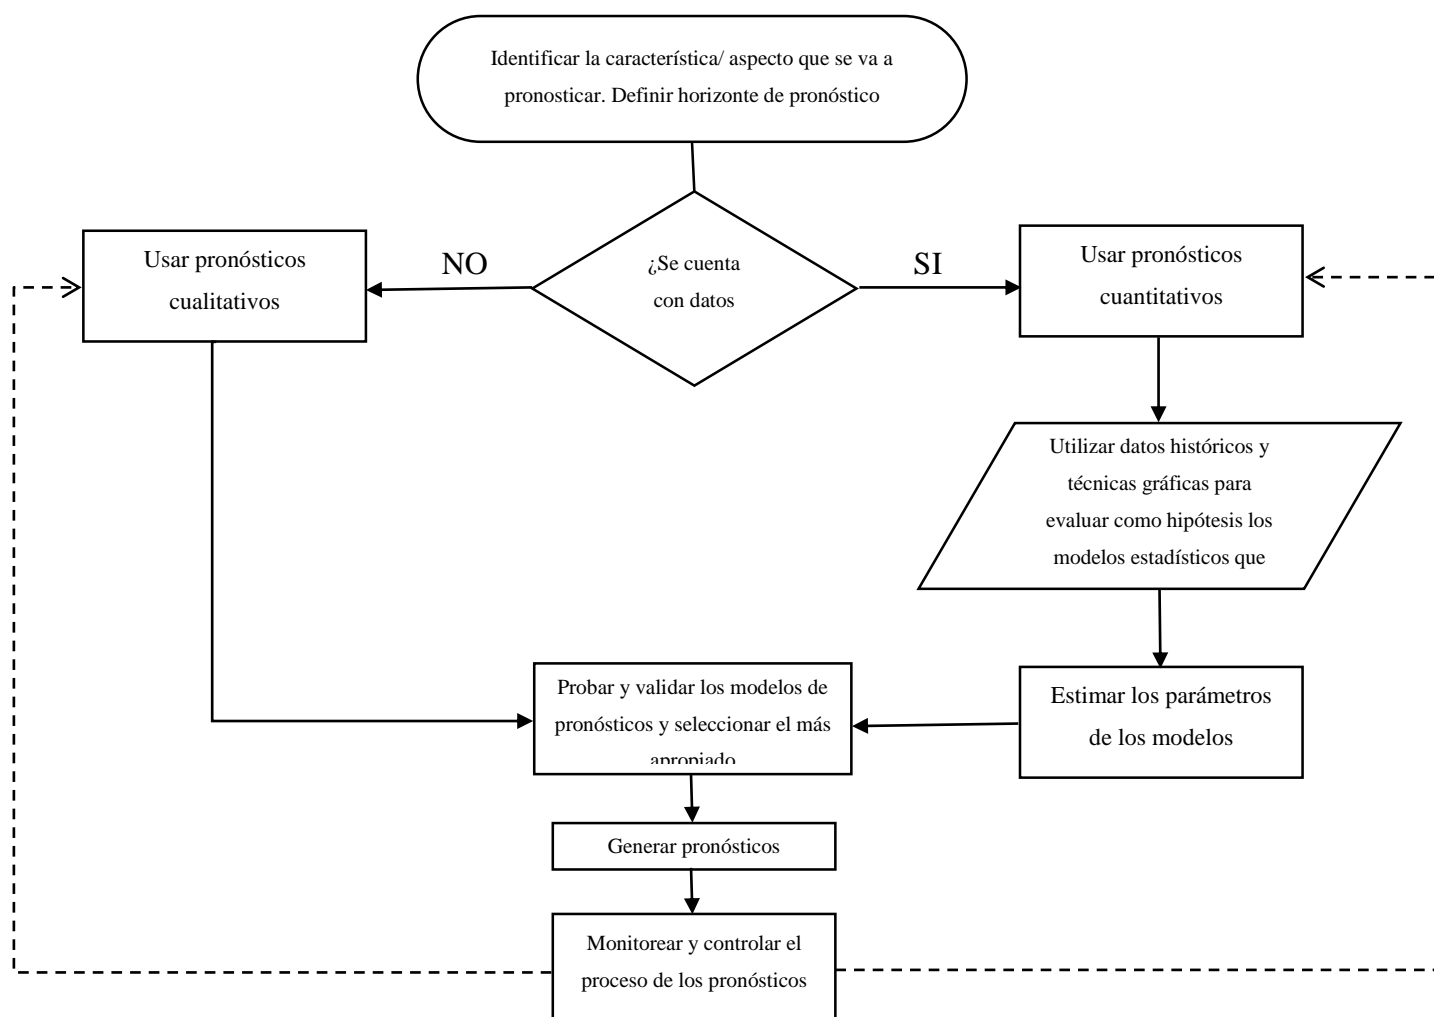 Identificar la característica/ aspecto que se va a
pronosticar. Definir horizonte de pronóstico
Usar pronósticos
cualitativos
NO
¿Se cuenta
con datos
SI
Usar pronósticos
cuantitativos
Utilizar datos históricos y
técnicas gráficas para
evaluar como hipótesis los
modelos estadísticos que
Probar y validar los modelos de
pronósticos y seleccionar el más
apropiado
Estimar los parámetros
de los modelos
Generar pronósticos
Monitorear y controlar el
proceso de los pronósticos